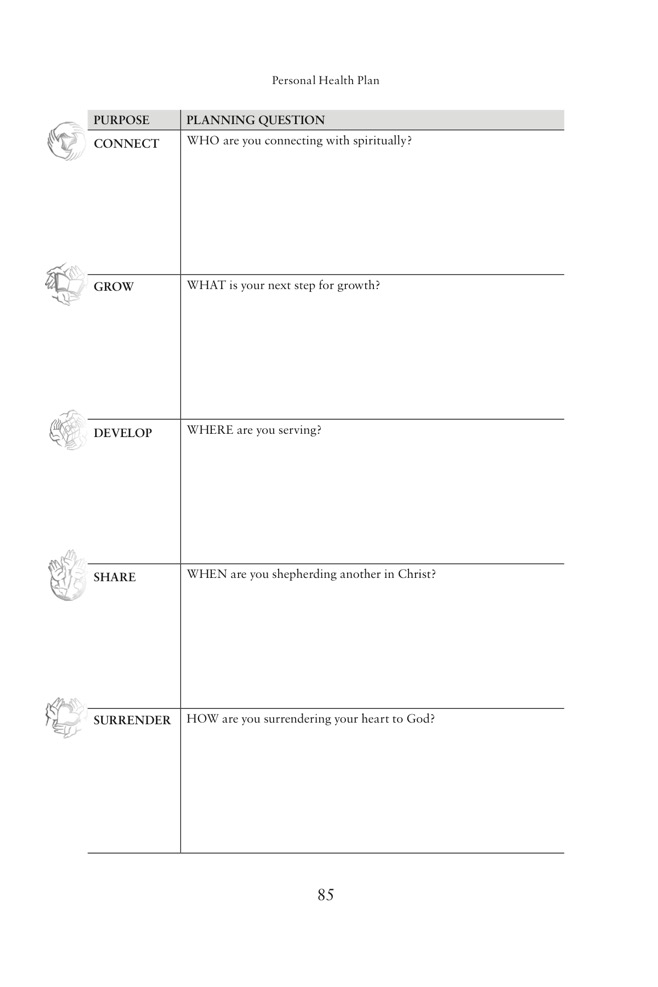 Personal Health Plan
PURPOSE PLANNING QUESTION
CONNECT WHO are you connecting with spiritually?
GROW WHAT is your next step for growth?
DEVELOP WHERE are you serving?
SHARE WHEN are you shepherding another in Christ?
SURRENDER HOW are you surrendering your heart to God?
85